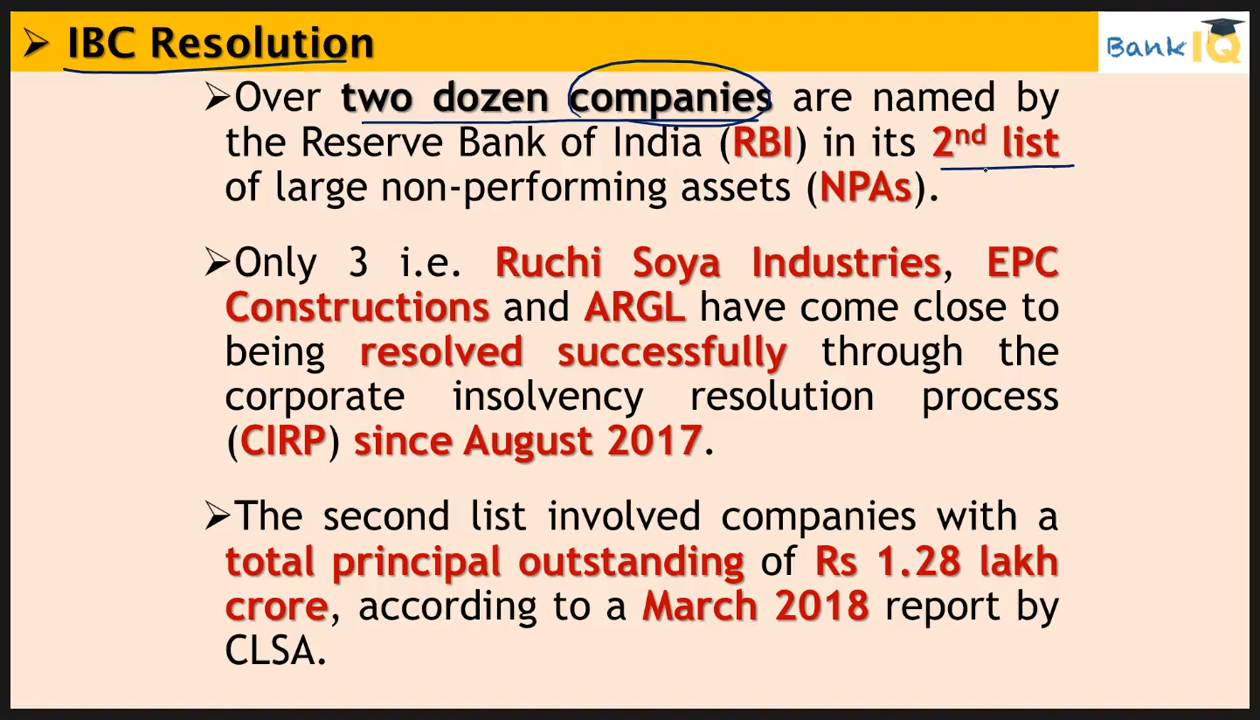 ➢ IBC Resolution
Bank IQ
➢Over two dozen companies are named by
the Reserve Bank of India (RBI) in its 2nd list
of large non-performing assets (NPAs).
➢Only 3 i.e. Ruchi Soya Industries, EPC
Constructions and ARGL have come close to
being resolved successfully through the
corporate insolvency resolution process
(CIRP) since August 2017.
➢The second list involved companies with a
total principal outstanding of Rs 1.28 lakh
crore, according to a March 2018 report by
CLSA.